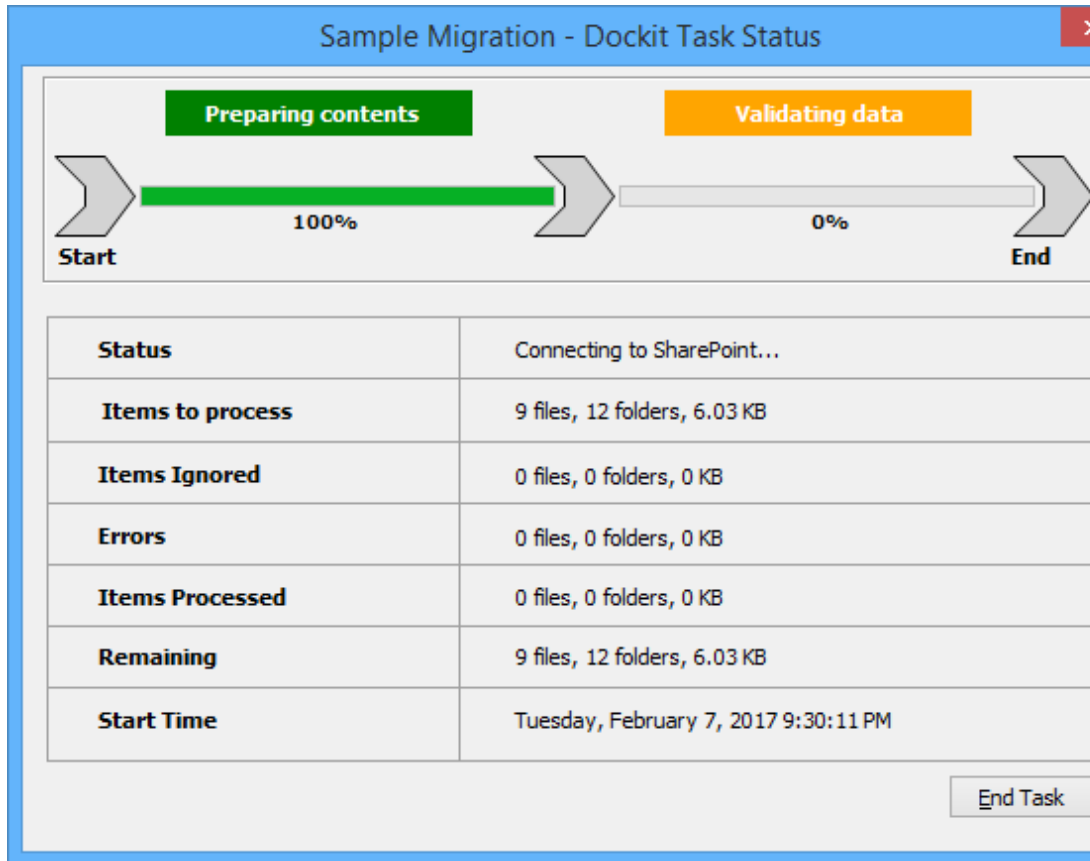 Sample Migration - Dockit Task Status
Preparing contents
Validating data
100%
0%
Start
End
Status
Connecting to SharePoint...
Items to process
9 files, 12 folders, 6.03 KB
Items Ignored
0 files, 0 folders, 0 KB
Errors
0 files, 0 folders, 0 KB
Items Processed
0 files, 0 folders, 0 KB
Remaining
9 files, 12 folders, 6.03 KB
Start Time
Tuesday, February 7, 2017 9:30:11 PM
End Task